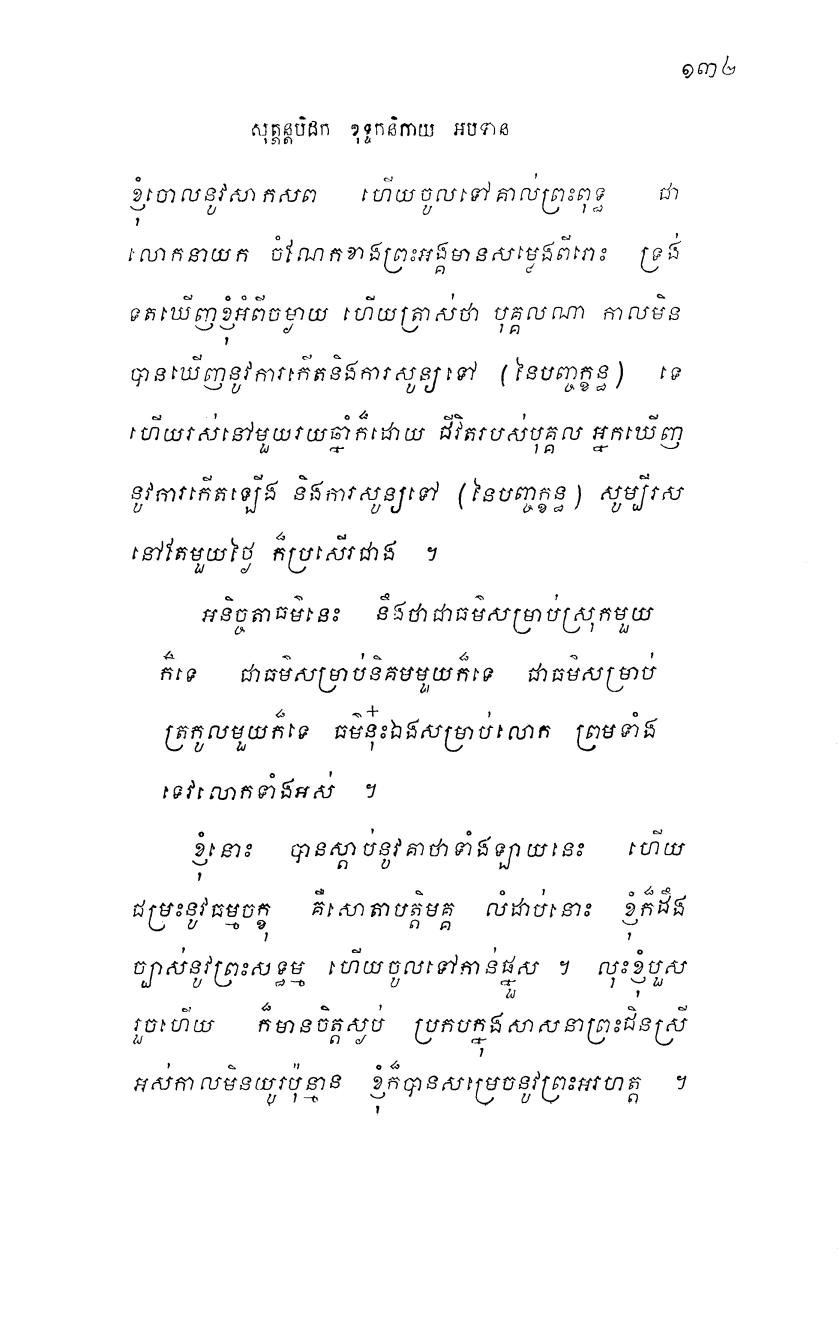 ១៣២
សុត្តន្តបិដក ខុទ្ទកនិកាយ អបទាន
ខ្ញុំចោលនូវសាកសព ហើយចូលទៅគាល់ព្រះពុទ្ធ ជា
លោកនាយក ចំណែកខាងព្រះអង្គមានសម្លេងពីរោះ ទ្រង់
ទតឃើញខ្ញុំអំពីចម្ងាយ ហើយត្រាស់ថា បុគ្គលណា កាលមិន
បានឃើញនូវការកើតនិងការសូន្យទៅ (នៃបញ្ចក្ខន្ធ) ទេ
ហើយរស់នៅមួយរយឆ្នាំក៏ដោយ ជីវិតរបស់បុគ្គល អ្នកឃើញ
នូវការកើតឡើង និងការសូន្យទៅ (នៃបញ្ចក្ខន្ធ) សូម្បីរស
នៅតែមួយថ្ងៃ ក៏ប្រសើរជាង ។
អនិច្ចតាធម៌នេះ នឹងថាជាធម៌សម្រាប់ស្រុកមួយ
ក៏ទេ ជាធម៌សម្រាប់និគមមួយក៏ទេ ជាធម៌សម្រាប់
ត្រកូលមួយក៏ទេ ធម៌នុ៎ះឯងសម្រាប់លោក ព្រមទាំង
ទេវលោកទាំងអស់ ។
ខ្ញុំនោះ បានស្តាប់នូវគាថាទាំងឡាយនេះ ហើយ
ជម្រះនូវធម្មចក្ខុ គឺសោតាបត្តិមគ្គ លំដាប់នោះ ខ្ញុំក៏ដឹង
ច្បាស់នូវព្រះសទ្ធម្ម ហើយចូលទៅកាន់ផ្នួស ។ លុះខ្ញុំបួស
រួចហើយ ក៏មានចិត្តស្ងប់ ប្រកបក្នុងសាសនាព្រះជិនស្រី
អស់កាលមិនយូរប៉ុន្មាន ខ្ញុំក៏បានសម្រេចនូវព្រះអរហត្ត ។